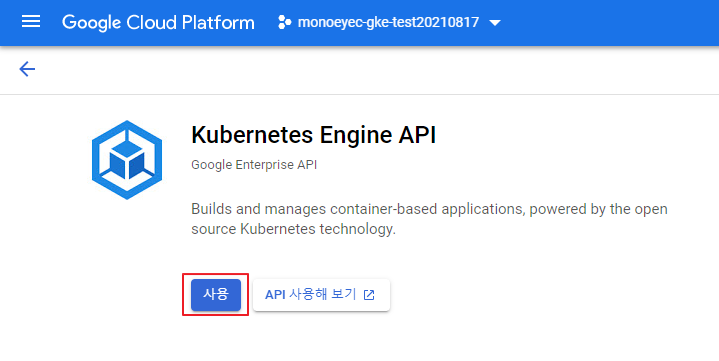 Google Cloud Platform monoeyec-gke-test20210817
Kubernetes Engine API
Google Enterprise API
Builds and manages container-based applications, powered by the open
source Kubernetes technology.
사용 API 사용해 보기